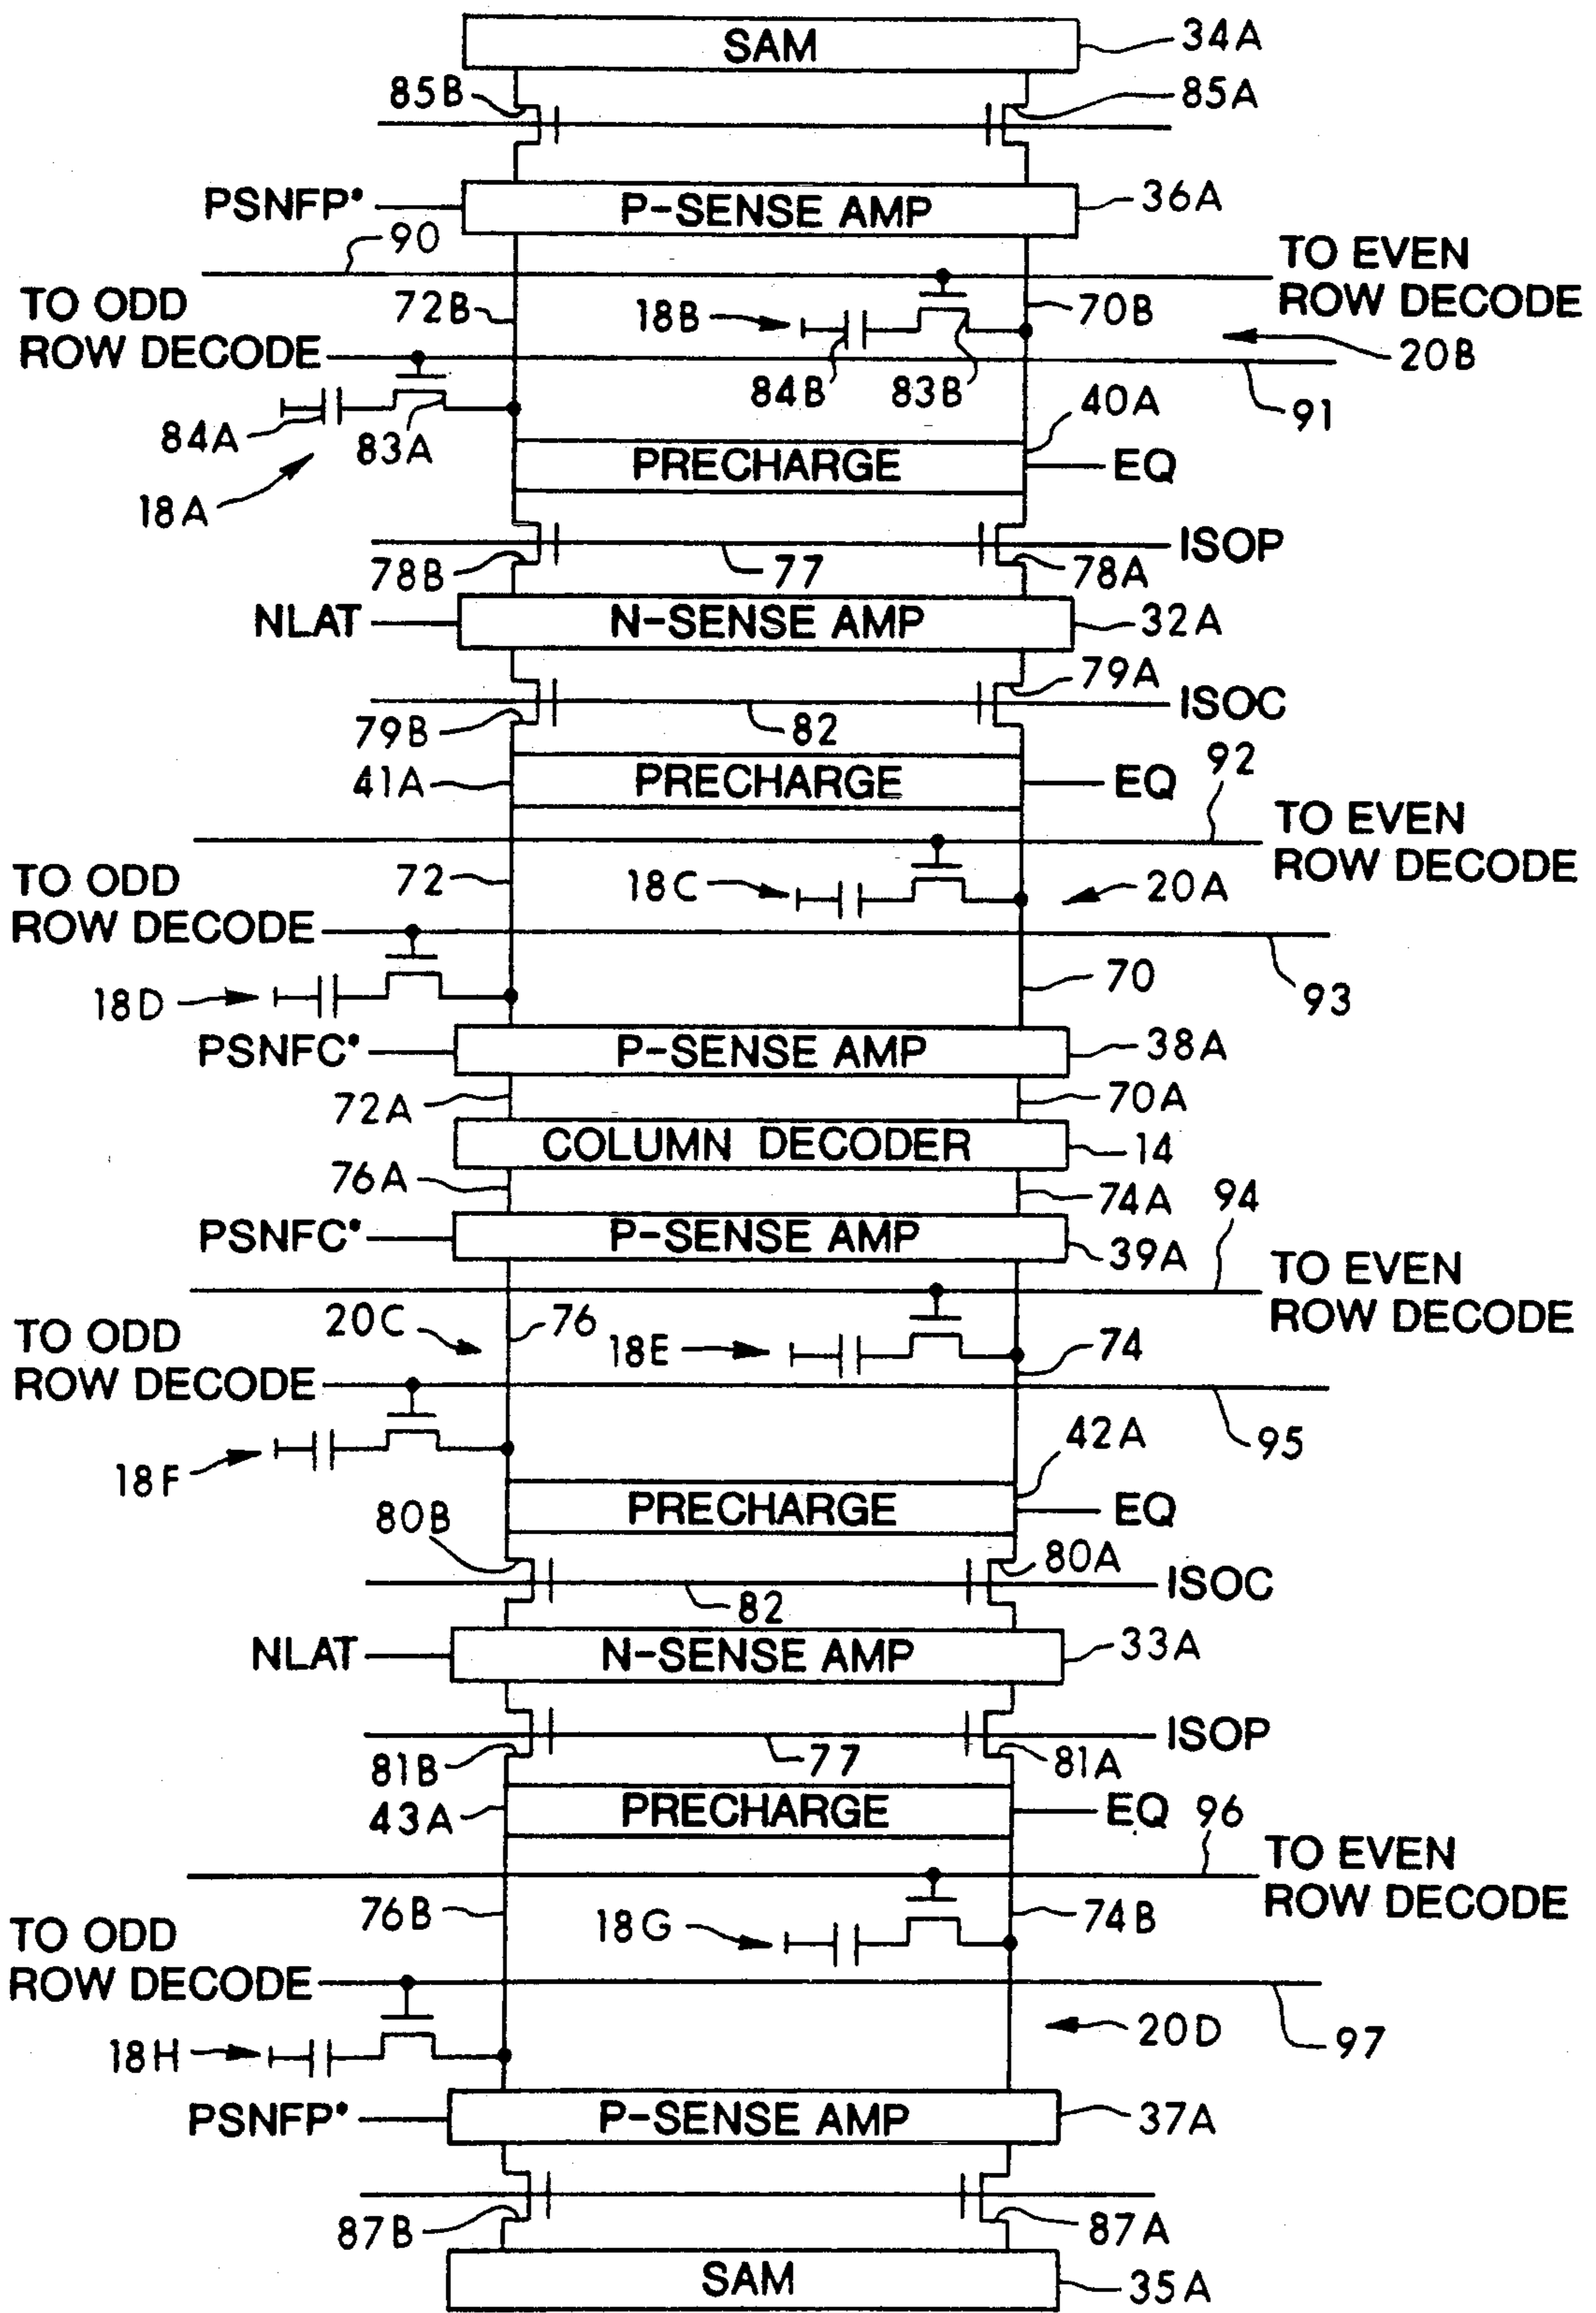 SAM
34A
85B
85A
PSNFP*
P-SENSE AMP
36A
90
TO EVEN
ROW DECODE
TO ODD
ROW DECODE
72B
18B
70B
20B
84B
83B
91
84A
83A
40A
18A
PRECHARGE
EQ
ISOP
78B
77
78A
NLAT
N-SENSE AMP
32A
79A
ISOC
79B
82
41A
PRECHARGE
EQ
92
TO EVEN
ROW DECODE
TO ODD
ROW DECODE
72
18C
20A
18D
70
93
PSNFC*
P-SENSE AMP
38A
72A
70A
COLUMN DECODER
14
76A
74A
94
PSNFC*
P-SENSE AMP
39A
TO EVEN
ROW DECODE
TO ODD
ROW DECODE
20C
76
18E
74
95
18F
42A
PRECHARGE
EQ
80B
80A
ISOC
82
NLAT
N-SENSE AMP
33A
ISOP
81B
77
81A
43A
PRECHARGE
EQ
96
TO EVEN
ROW DECODE
76B
18G
74B
TO ODD
ROW DECODE
18H
20D
97
PSNFP*
P-SENSE AMP
37A
87B
87A
SAM
35A